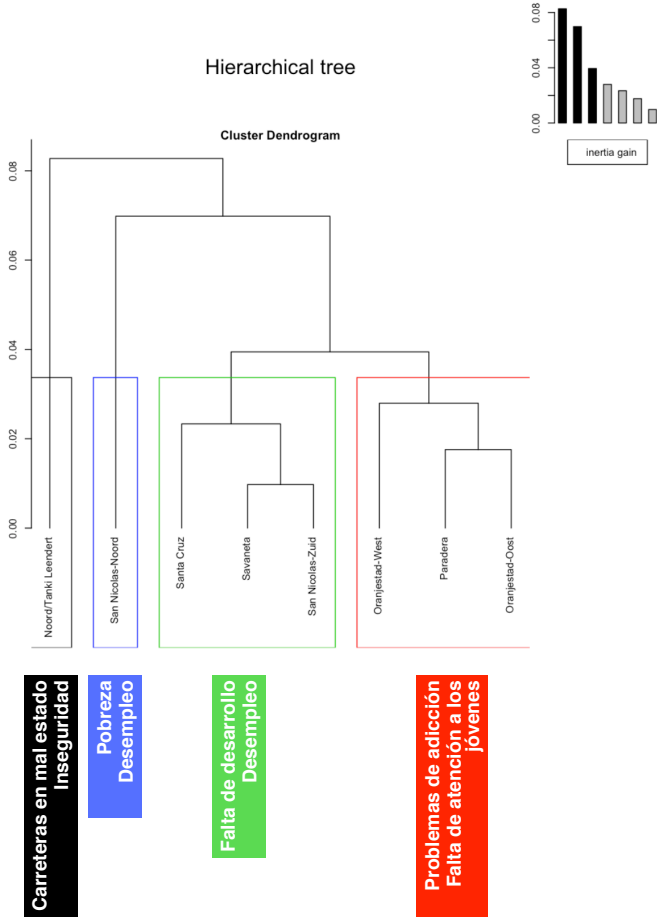 Hierarchical tree
Cluster Dendrogram
0.08
0.04
0.00
inertia gain
0.08
0.06
0.04
0.02
0.00
Noord/Tanki Leendert
San Nicolas-Noord
Santa Cruz
Savaneta
San Nicolas-Zuid
Oranjestad-West
Paradera
Oranjestad-Oost
Carreteras en mal estado
Inseguridad
Pobreza
Desempleo
Falta de desarrollo
Desempleo
Problemas de adicción
Falta de atención a los
jóvenes